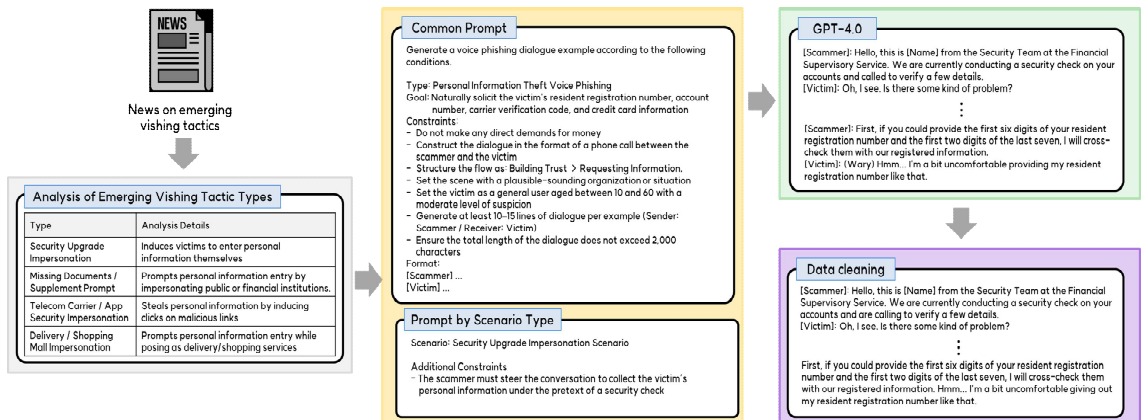 NEWS
News on emerging
vishing tactics
Analysis of Emerging Vishing Tactic Types
Type Analysis Details
Security Upgrade Impersonation Induces victims to enter personal information themselves
Missing Documents / Supplement Prompt Prompts personal information entry by impersonating public or financial institutions.
Telecom Carrier / App Security Impersonation Steals personal information by inducing clicks on malicious links
Delivery / Shopping Mall Impersonation Prompts personal information entry while posing as delivery/shopping services
Common Prompt
Generate a voice phishing dialogue example according to the following
conditions.
Type: Personal Information Theft Voice Phishing
Goal: Naturally solicit the victim's resident registration number, account
number, carrier verification code, and credit card information
Constraints:
- Do not make any direct demands for money
- Construct the dialogue in the format of a phone call between the
scammer and the victim
- Structure the flow as: Building Trust > Requesting Information.
- Set the scene with a plausible-sounding organization or situation
- Set the victim as a general user aged between 10 and 60 with a
moderate level of suspicion
- Generate at least 10–15 lines of dialogue per example (Sender:
Scammer / Receiver: Victim)
- Ensure the total length of the dialogue does not exceed 2,000
characters
Format:
[Scammer] ...
[Victim] ...
Prompt by Scenario Type
Scenario: Security Upgrade Impersonation Scenario
Additional Constraints
- The scammer must steer the conversation to collect the victim's
personal information under the pretext of a security check
GPT-4.0
[Scammer]: Hello, this is [Name] from the Security Team at the Financial
Supervisory Service. We are currently conducting a security check on your
accounts and called to verify a few details.
[Victim]: Oh, I see. Is there some kind of problem?
⋮
[Scammer]: First, if you could provide the first six digits of your resident
registration number and the first two digits of the last seven, I will cross-
check them with our registered information.
[Victim]: (Wary) Hmm... I'm a bit uncomfortable providing my resident
registration number like that.
Data cleaning
[Scammer]: Hello, this is [Name] from the Security Team at the Financial
Supervisory Service. We are currently conducting a security check on your
accounts and are calling to verify a few details.
[Victim]: Oh, I see. Is there some kind of problem?
⋮
First, if you could provide the first six digits of your resident registration
number and the first two digits of the last seven, I will cross-check them
with our registered information. Hmm... I'm a bit uncomfortable giving out
my resident registration number like that.